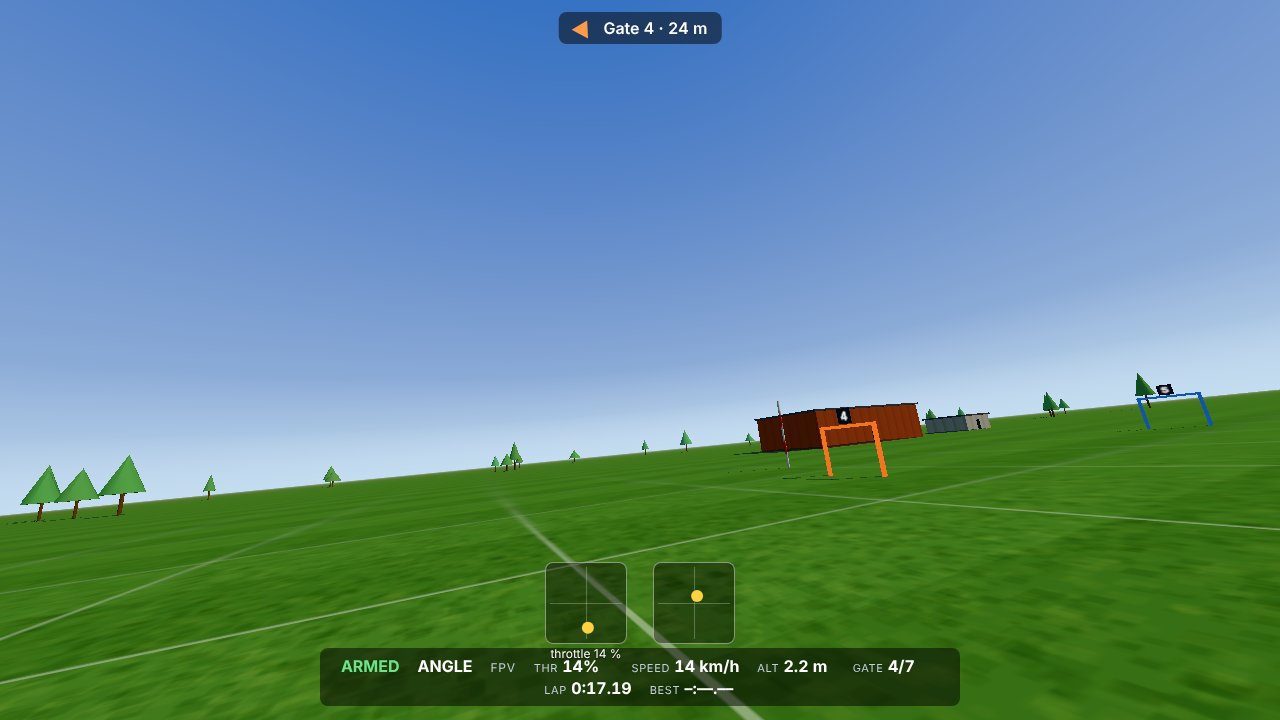 Gate 4 · 24 m
4
throttle 14 %
ARMED ANGLE FPV THR 14% SPEED 14 km/h ALT 2.2 m GATE 4/7
LAP 0:17.19 BEST –:––.––